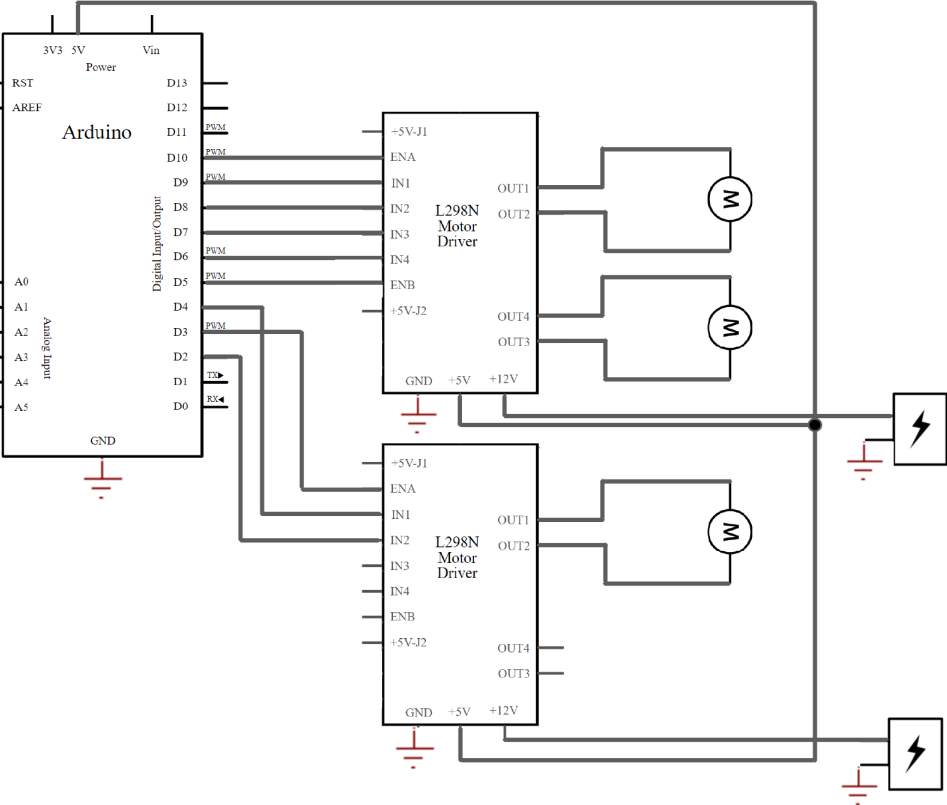 3V3 5V Vin
Power
RST
AREF
Arduino
D13
D12
D11 PWM
D10 PWM
D9 PWM
D8
D7
D6 PWM
D5 PWM
D4
D3 PWM
D2
D1 TX
D0 RX
Digital Input/Output
A0
A1
A2
A3
A4
A5
Analog Input
GND
+5V-J1
ENA
IN1
IN2
IN3
IN4
ENB
+5V-J2
L298N
Motor
Driver
OUT1
OUT2
OUT4
OUT3
GND +5V +12V
M
M
+5V-J1
ENA
IN1
IN2
IN3
IN4
ENB
+5V-J2
L298N
Motor
Driver
OUT1
OUT2
OUT4
OUT3
GND +5V +12V
M